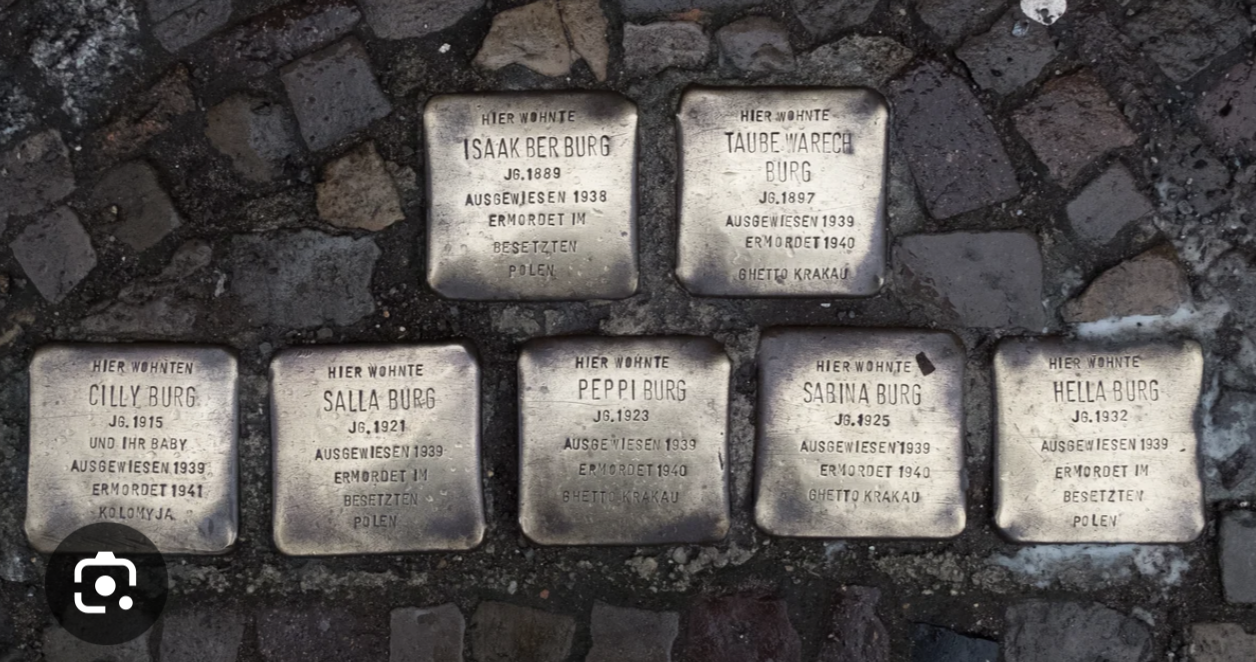 HIER WOHNTE
ISAAK BER BURG
JG.1889
AUSGEWIESEN 1938
ERMORDET IM
BESETZTEN
POLEN
HIER WOHNTE
TAUBE WARECH
BURG
JG.1897
AUSGEWIESEN 1939
ERMORDET 1940
GHETTO KRAKAU
HIER WOHNTEN
CILLY BURG
JG.1915
UND IHR BABY
AUSGEWIESEN 1939
ERMORDET 1941
KOLOMYJA
HIER WOHNTE
SALLA BURG
JG.1921
AUSGEWIESEN 1939
ERMORDET IM
BESETZTEN
POLEN
HIER WOHNTE
PEPPI BURG
JG.1923
AUSGEWIESEN 1939
ERMORDET 1940
GHETTO KRAKAU
HIER WOHNTE
SABINA BURG
JG.1925
AUSGEWIESEN 1939
ERMORDET 1940
GHETTO KRAKAU
HIER WOHNTE
HELLA BURG
JG.1932
AUSGEWIESEN 1939
ERMORDET IM
BESETZTEN
POLEN